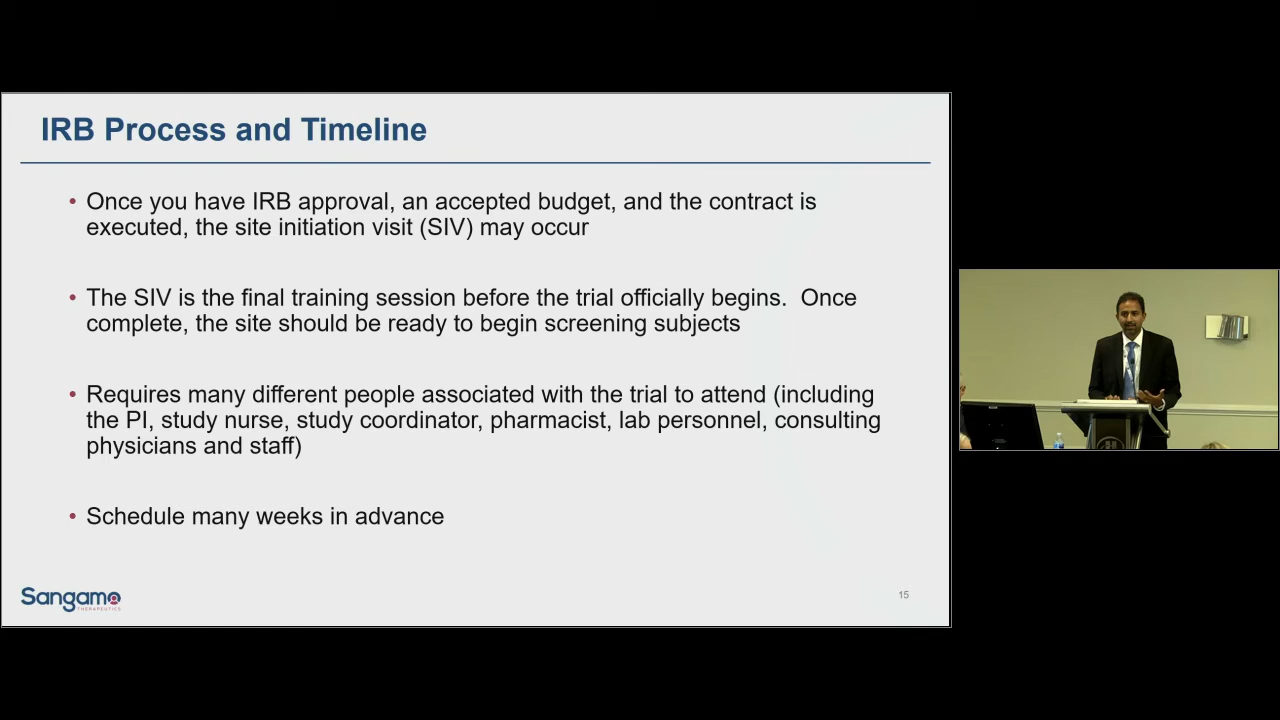 IRB Process and Timeline
• Once you have IRB approval, an accepted budget, and the contract is
executed, the site initiation visit (SIV) may occur
• The SIV is the final training session before the trial officially begins.  Once
complete, the site should be ready to begin screening subjects
• Requires many different people associated with the trial to attend (including
the PI, study nurse, study coordinator, pharmacist, lab personnel, consulting
physicians and staff)
• Schedule many weeks in advance
Sangamo
THERAPEUTICS
15